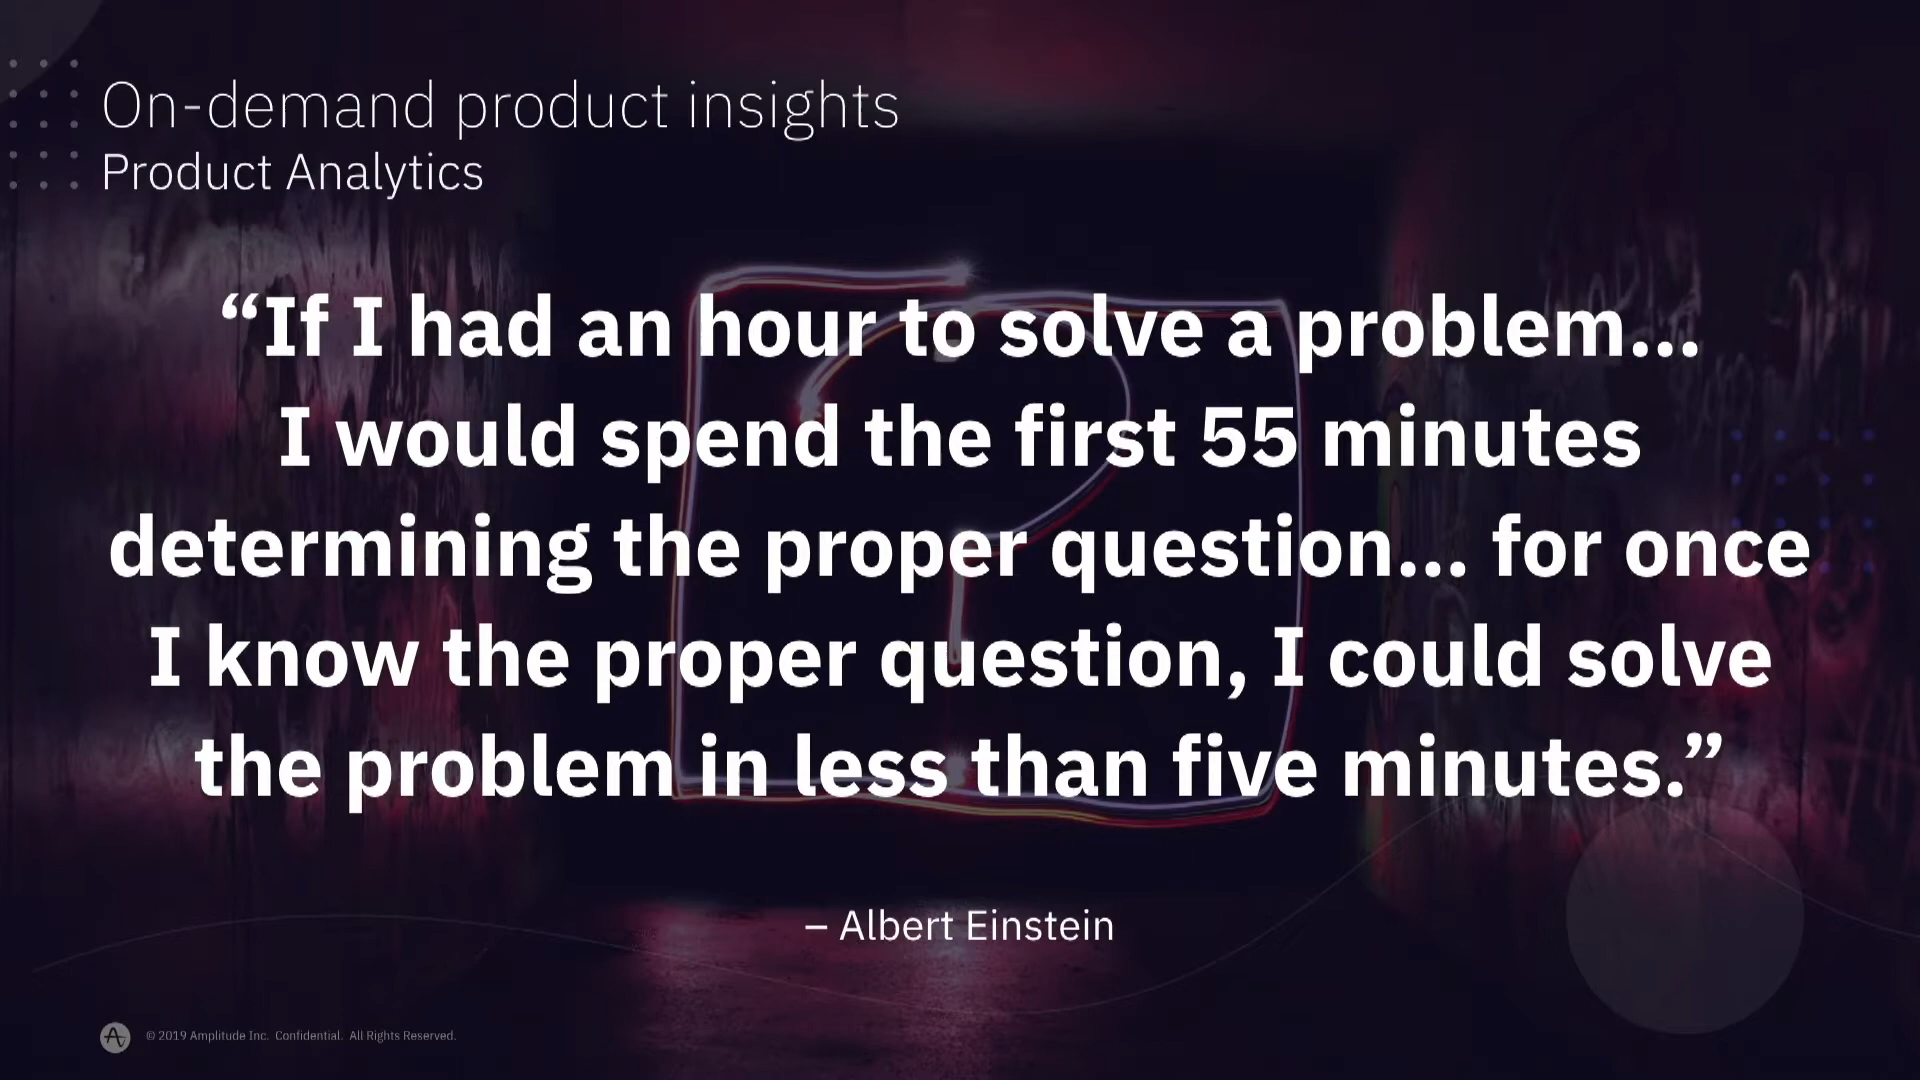 On-demand product insights
Product Analytics
“If I had an hour to solve a problem...
I would spend the first 55 minutes
determining the proper question... for once
I know the proper question, I could solve
the problem in less than five minutes.”
– Albert Einstein
© 2019 Amplitude Inc. Confidential. All Rights Reserved.